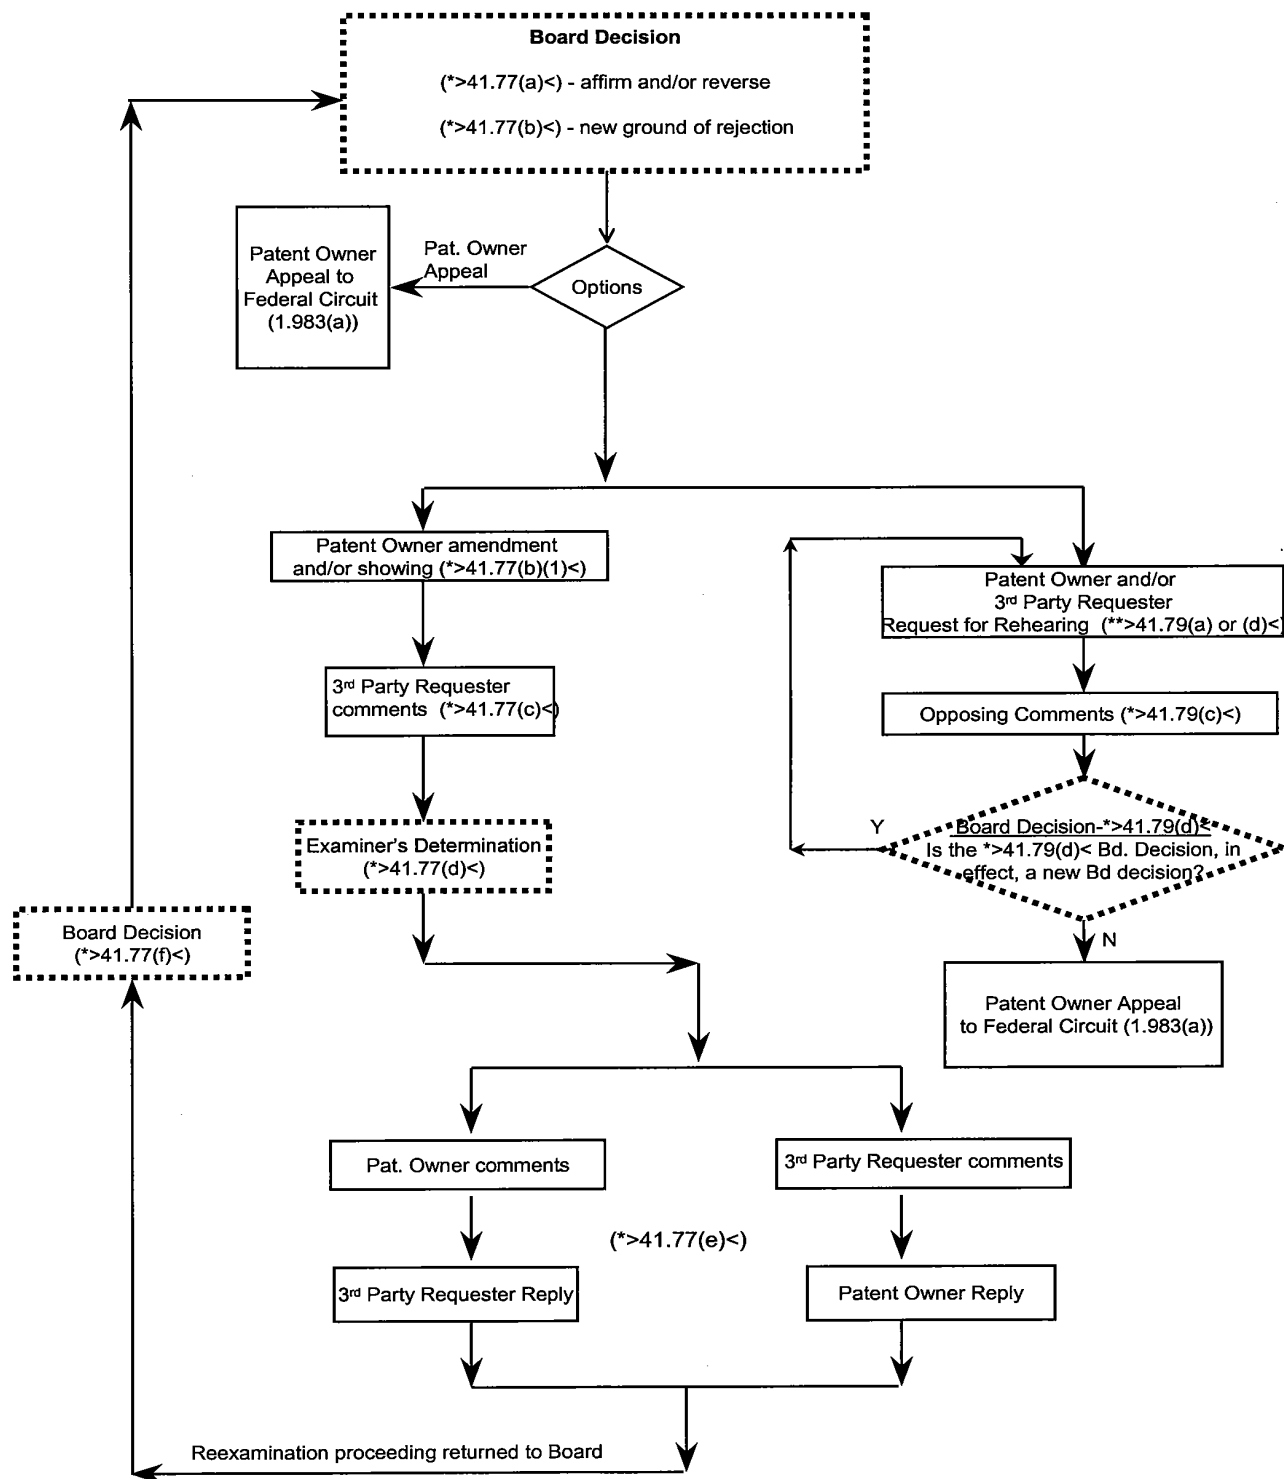 Board Decision
(*>41.77(a)<) - affirm and/or reverse
(*>41.77(b)<) - new ground of rejection
Patent Owner
Appeal to
Federal Circuit
(1.983(a))
Pat. Owner
Appeal
Options
Patent Owner amendment
and/or showing (*>41.77(b)(1)<)
Patent Owner and/or
3rd Party Requester
Request for Rehearing (**>41.79(a) or (d)<)
3rd Party Requester
comments (*>41.77(c)<)
Opposing Comments (*>41.79(c)<)
Examiner's Determination
(*>41.77(d)<)
Y
Board Decision-*>41.79(d)<
Is the *>41.79(d)< Bd. Decision, in
effect, a new Bd decision?
N
Board Decision
(*>41.77(f)<)
Patent Owner Appeal
to Federal Circuit (1.983(a))
Pat. Owner comments
3rd Party Requester comments
(*>41.77(e)<)
3rd Party Requester Reply
Patent Owner Reply
Reexamination proceeding returned to Board